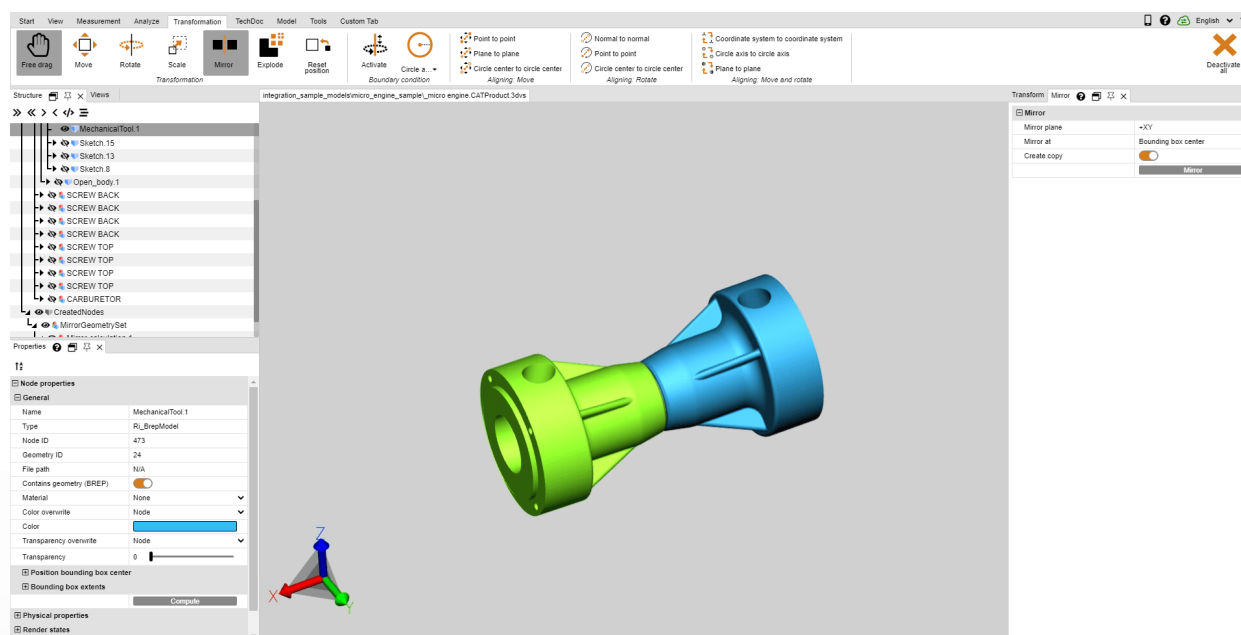 Start View Measurement Analyze Transformation TechDoc Model Tools Custom Tab English
Free drag Move Rotate Scale Mirror Explode Reset position
Transformation
Activate Circle a...
Boundary condition
Point to point
Plane to plane
Circle center to circle center
Aligning: Move
Normal to normal
Point to point
Circle center to circle center
Aligning: Rotate
Coordinate system to coordinate system
Circle axis to circle axis
Plane to plane
Aligning: Move and rotate
Deactivate all
Structure Views
integration_sample_models\micro_engine_sample\_micro engine.CATProduct.3dvs
MechanicalTool.1
Sketch.15
Sketch.13
Sketch.8
Open_body.1
SCREW BACK
SCREW BACK
SCREW BACK
SCREW BACK
SCREW TOP
SCREW TOP
SCREW TOP
SCREW TOP
CARBURETOR
CreatedNodes
MirrorGeometrySet
Properties
Node properties
General
Name MechanicalTool.1
Type Ri_BrepModel
Node ID 473
Geometry ID 24
File path N/A
Contains geometry (BREP)
Material None
Color overwrite Node
Color
Transparency overwrite Node
Transparency 0
Position bounding box center
Bounding box extents
Compute
Physical properties
Render states
Z
X
Y
Transform Mirror
Mirror
Mirror plane +XY
Mirror at Bounding box center
Create copy
Mirror